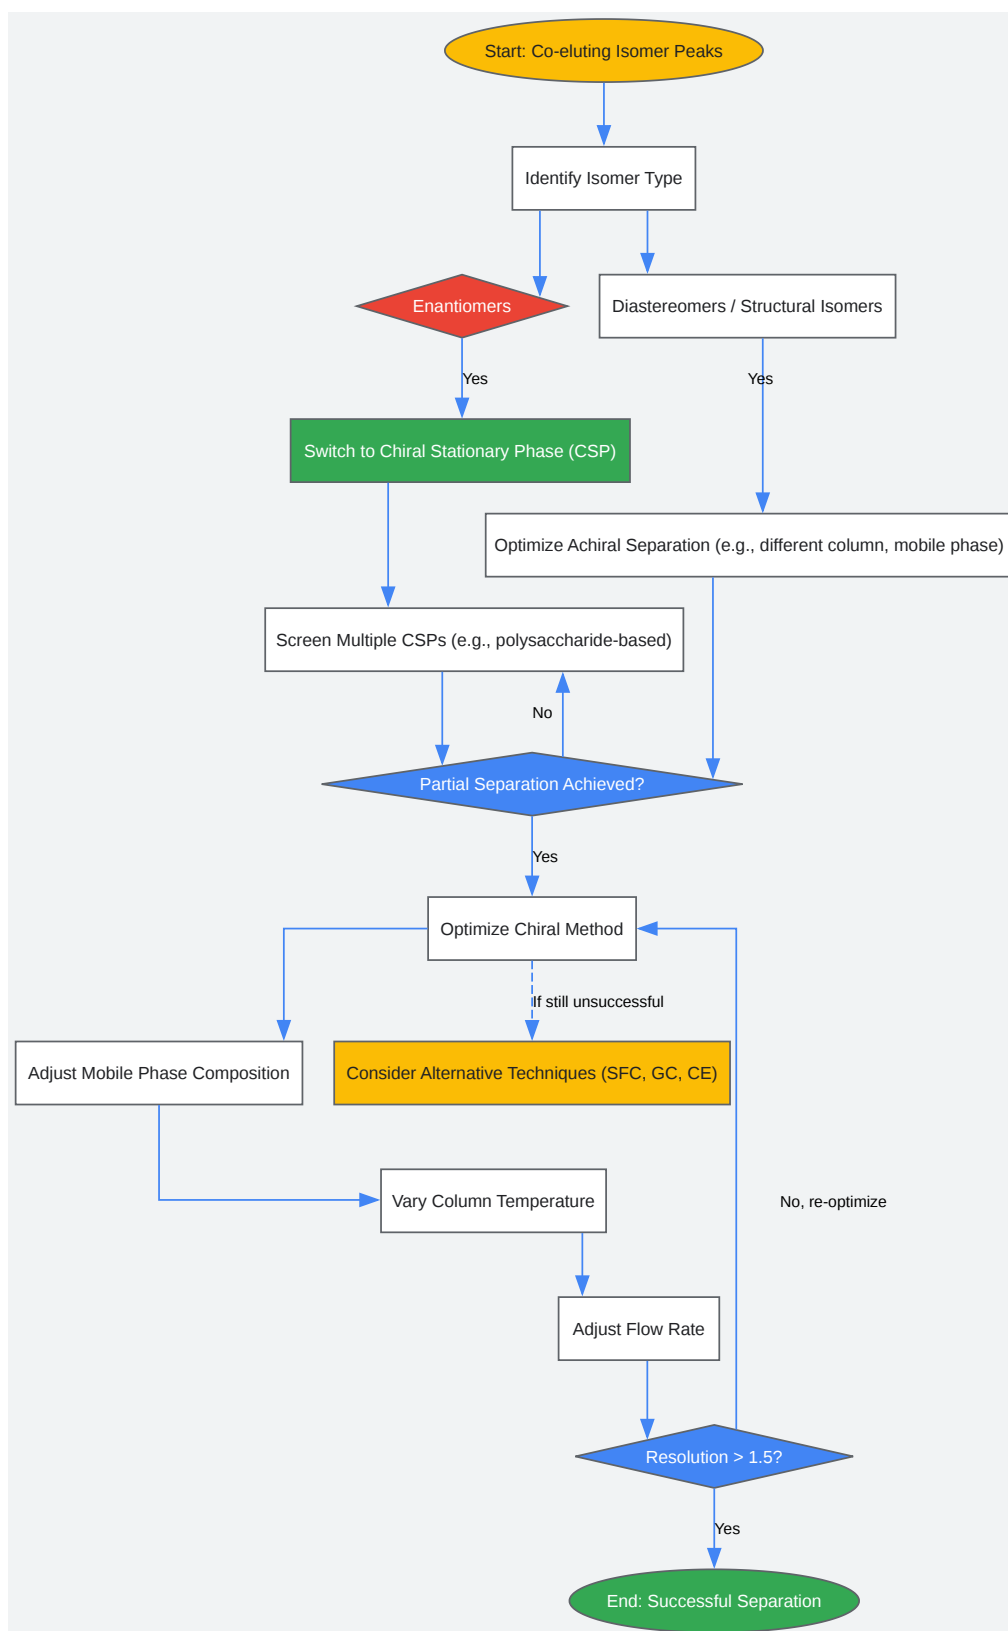 Start: Co-eluting Isomer Peaks
Identify Isomer Type
Enantiomers
Diastereomers / Structural Isomers
Yes
Yes
Switch to Chiral Stationary Phase (CSP)
Optimize Achiral Separation (e.g., different column, mobile phase)
Screen Multiple CSPs (e.g., polysaccharide-based)
No
Partial Separation Achieved?
Yes
Optimize Chiral Method
If still unsuccessful
Adjust Mobile Phase Composition
Consider Alternative Techniques (SFC, GC, CE)
Vary Column Temperature
No, re-optimize
Adjust Flow Rate
Resolution > 1.5?
Yes
End: Successful Separation